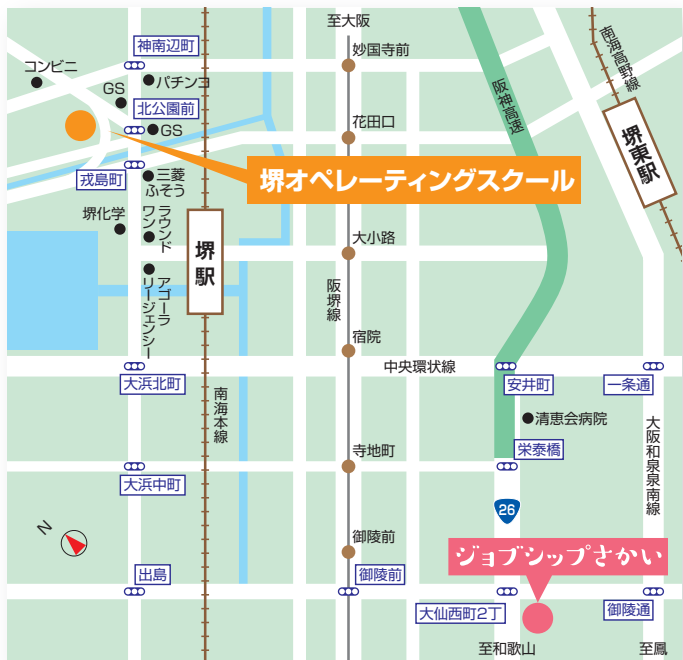 至大阪
神南辺町
妙国寺前
南海高野線
コンビニ
パチンコ
GS
阪神高速
北公園前
花田口
GS
堺東駅
三菱
ふそう
戎島町
堺オペレーティングスクール
堺化学
ラウンド
ワン
堺駅
大小路
アゴーラ
リージェンシー
阪堺線
宿院
中央環状線
大浜北町
安井町
一条通
南海本線
清恵会病院
大阪和泉泉南線
寺地町
栄泰橋
大浜中町
26
N
御陵前
ジョブシップさかい
出島
御陵前
大仙西町2丁
御陵通
至和歌山
至鳳